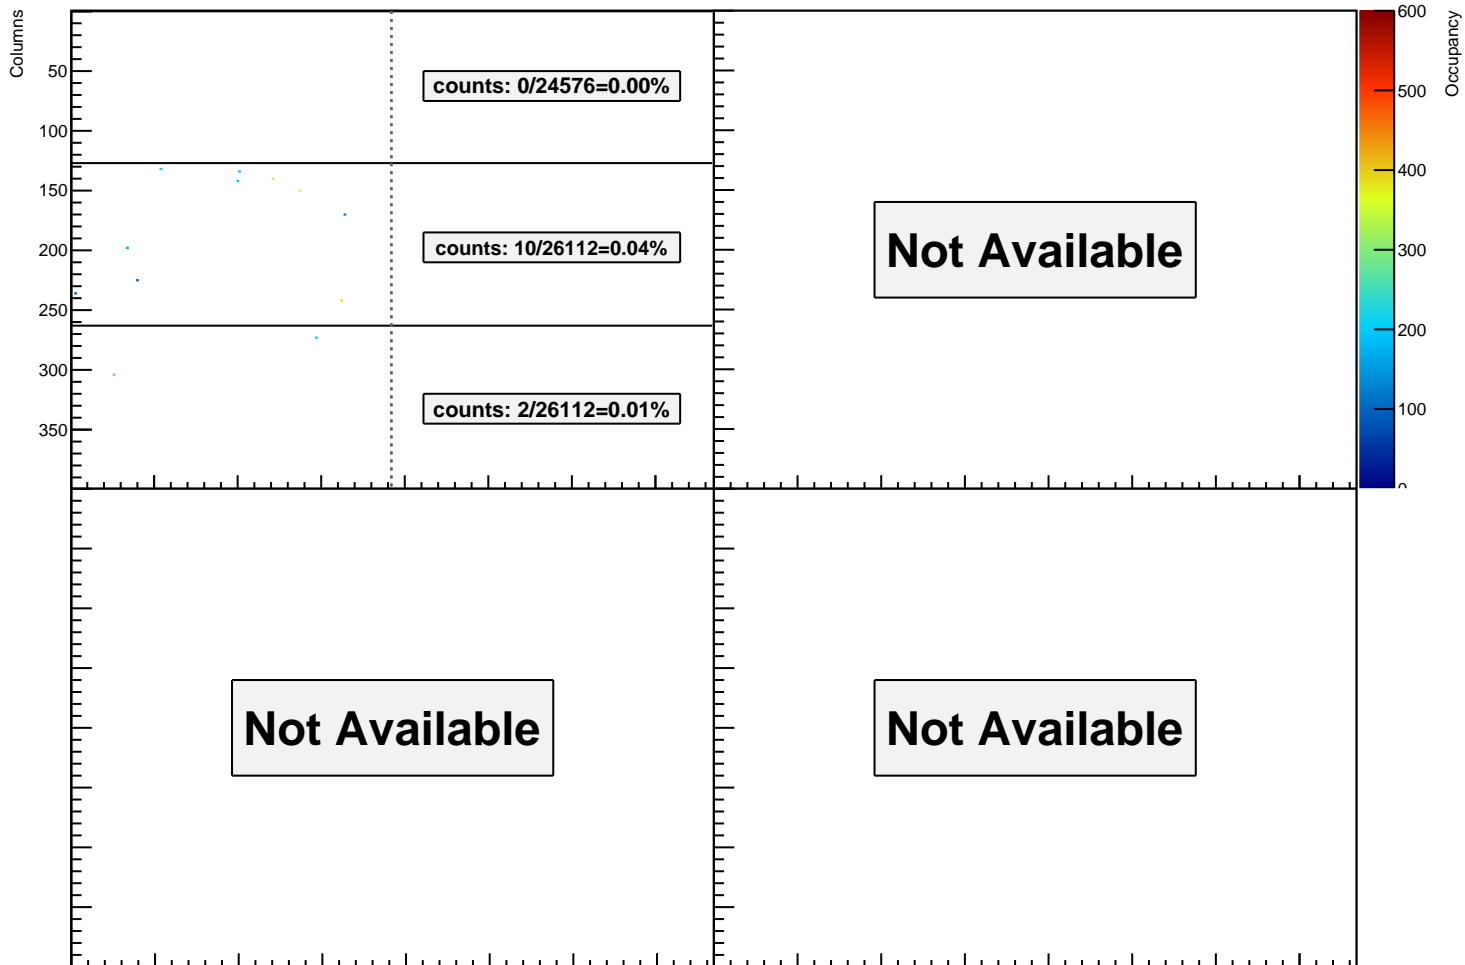 Columns
50
100
150
200
250
300
350
counts: 0/24576=0.00%
counts: 10/26112=0.04%
counts: 2/26112=0.01%
Not Available
600
500
400
300
200
100
0
Occupancy
Not Available
Not Available